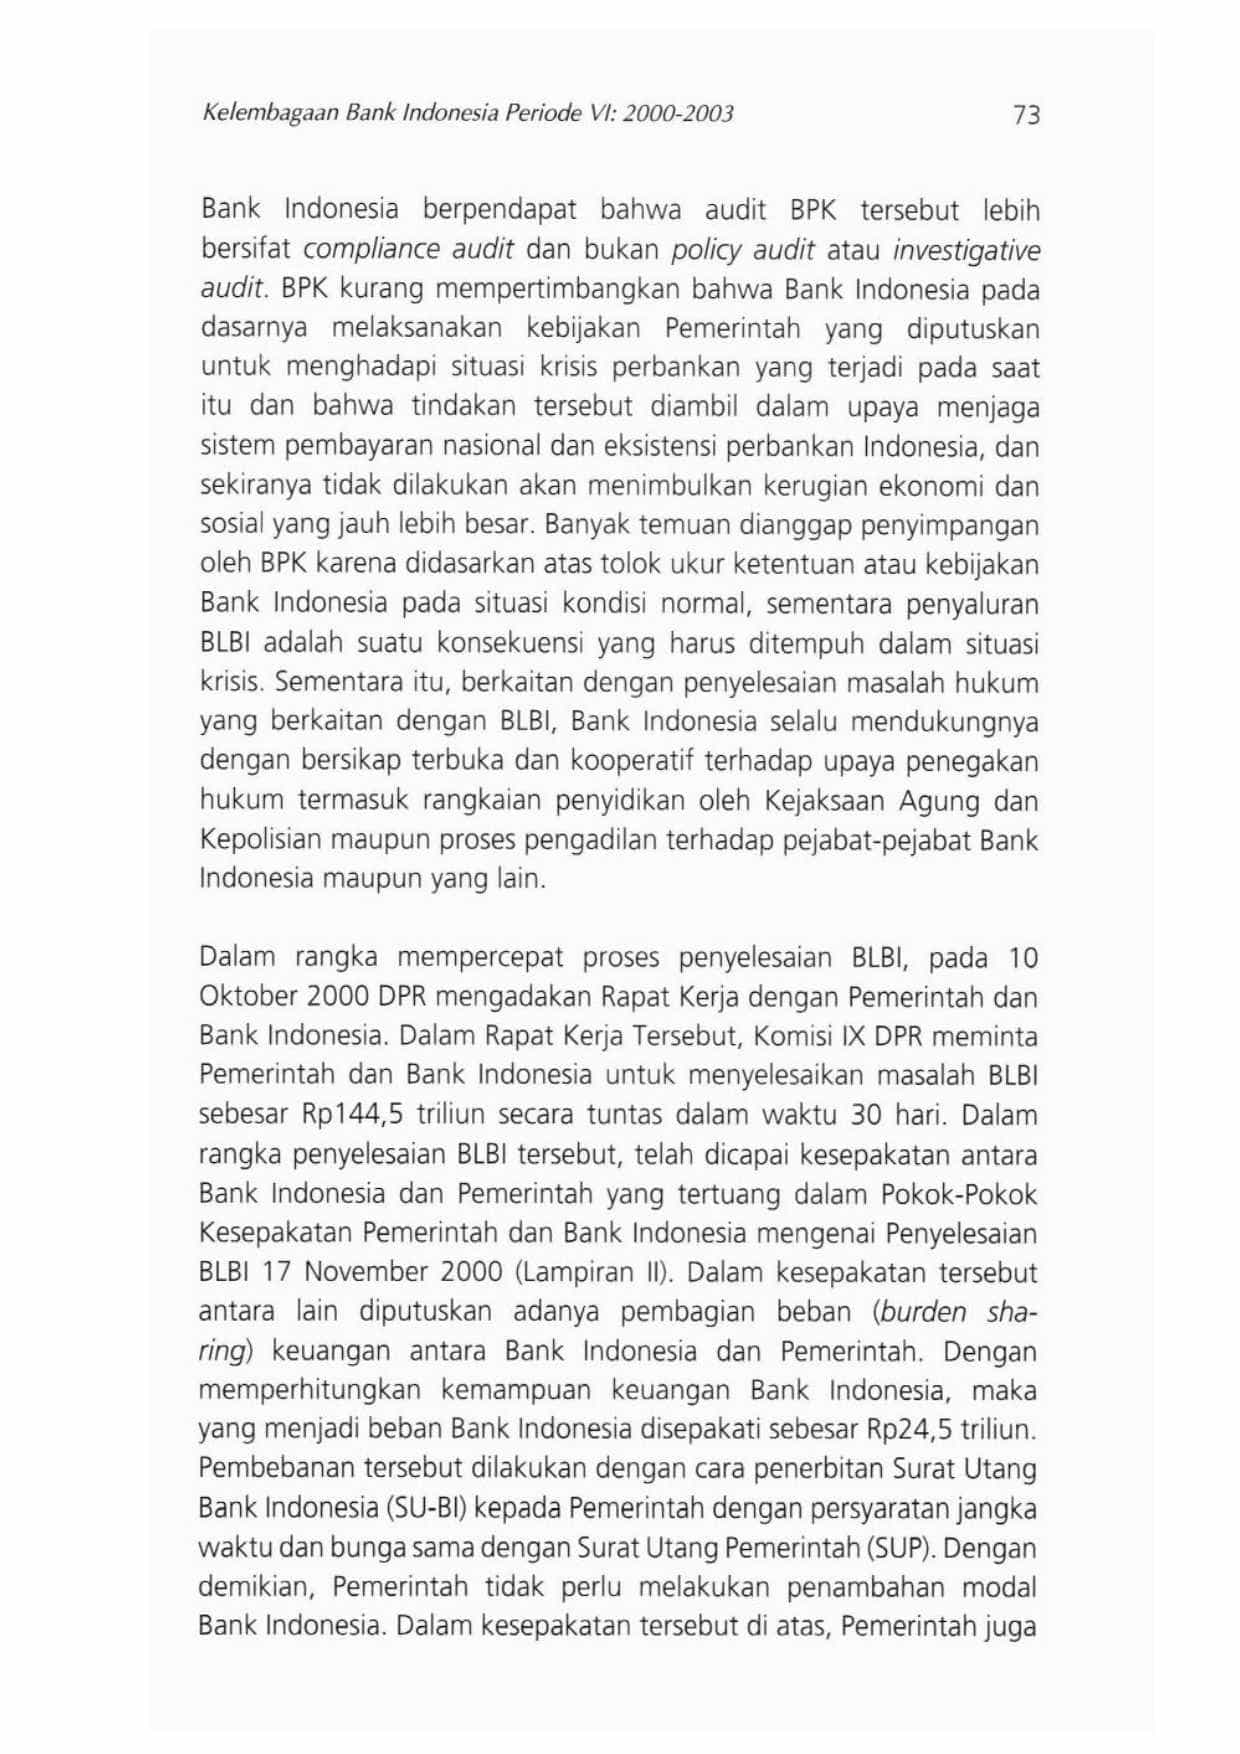 Kelembagaan Bank Indonesia Periode VI: 2000-2003 73
Bank Indonesia berpendapat bahwa audit BPK tersebut lebih
bersifat compliance audit dan bukan policy audit atau investigative
audit. BPK kurang mempertimbangkan bahwa Bank Indonesia pada
dasarnya melaksanakan kebijakan Pemerintah yang diputuskan
untuk menghadapi situasi krisis perbankan yang terjadi pada saat
itu dan bahwa tindakan tersebut diambil dalam upaya menjaga
sistem pembayaran nasional dan eksistensi perbankan Indonesia, dan
sekiranya tidak dilakukan akan menimbulkan kerugian ekonomi dan
sosial yang jauh lebih besar. Banyak temuan dianggap penyimpangan
oleh BPK karena didasarkan atas tolok ukur ketentuan atau kebijakan
Bank Indonesia pada situasi kondisi normal, sementara penyaluran
BLBI adalah suatu konsekuensi yang harus ditempuh dalam situasi
krisis. Sementara itu, berkaitan dengan penyelesaian masalah hukum
yang berkaitan dengan BLBI, Bank Indonesia selalu mendukungnya
dengan bersikap terbuka dan kooperatif terhadap upaya penegakan
hukum termasuk rangkaian penyidikan oleh Kejaksaan Agung dan
Kepolisian maupun proses pengadilan terhadap pejabat-pejabat Bank
Indonesia maupun yang lain.
Dalam rangka mempercepat proses penyelesaian BLBI, pada 10
Oktober 2000 DPR mengadakan Rapat Kerja dengan Pemerintah dan
Bank Indonesia. Dalam Rapat Kerja Tersebut, Komisi IX DPR meminta
Pemerintah dan Bank Indonesia untuk menyelesaikan masalah BLBI
sebesar Rp144,5 triliun secara tuntas dalam waktu 30 hari. Dalam
rangka penyelesaian BLBI tersebut, telah dicapai kesepakatan antara
Bank Indonesia dan Pemerintah yang tertuang dalam Pokok-Pokok
Kesepakatan Pemerintah dan Bank Indonesia mengenai Penyelesaian
BLBI 17 November 2000 (Lampiran II). Dalam kesepakatan tersebut
antara lain diputuskan adanya pembagian beban (burden sha-
ring) keuangan antara Bank Indonesia dan Pemerintah. Dengan
memperhitungkan kemampuan keuangan Bank Indonesia, maka
yang menjadi beban Bank Indonesia disepakati sebesar Rp24,5 triliun.
Pembebanan tersebut dilakukan dengan cara penerbitan Surat Utang
Bank Indonesia (SU-BI) kepada Pemerintah dengan persyaratan jangka
waktu dan bunga sama dengan Surat Utang Pemerintah (SUP). Dengan
demikian, Pemerintah tidak perlu melakukan penambahan modal
Bank Indonesia. Dalam kesepakatan tersebut di atas, Pemerintah juga